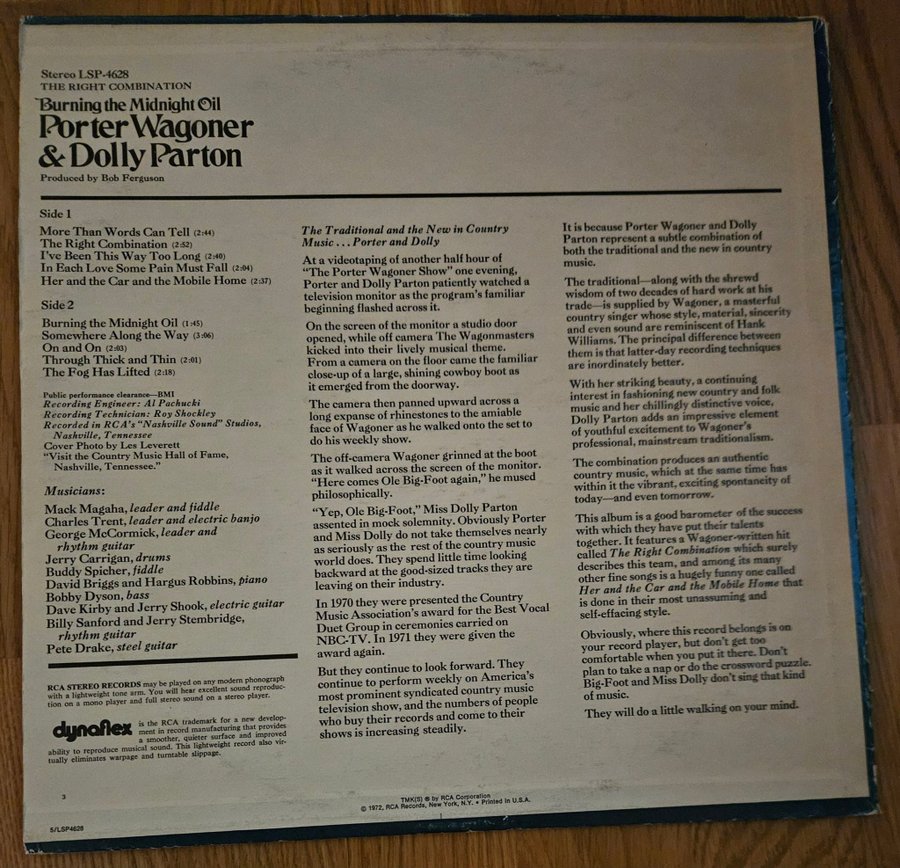 Stereo LSP-4628
THE RIGHT COMBINATION
Burning the Midnight Oil
Porter Wagoner
& Dolly Parton
Produced by Bob Ferguson
Side 1
More Than Words Can Tell (2:44)
The Right Combination (2:52)
I've Been This Way Too Long (2:40)
In Each Love Some Pain Must Fall (2:04)
Her and the Car and the Mobile Home (2:37)
Side 2
Burning the Midnight Oil (1:45)
Somewhere Along the Way (3:06)
On and On (2:03)
Through Thick and Thin (2:01)
The Fog Has Lifted (2:18)
Public performance clearance—BMI
Recording Engineer: Al Pachucki
Recording Technician: Roy Shockley
Recorded in RCA's "Nashville Sound" Studios,
Nashville, Tennessee
Cover Photo by Les Leverett
"Visit the Country Music Hall of Fame,
Nashville, Tennessee."
Musicians:
Mack Magaha, leader and fiddle
Charles Trent, leader and electric banjo
George McCormick, leader and
rhythm guitar
Jerry Carrigan, drums
Buddy Spicher, fiddle
David Briggs and Hargus Robbins, piano
Bobby Dyson, bass
Dave Kirby and Jerry Shook, electric guitar
Billy Sanford and Jerry Stembridge,
rhythm guitar
Pete Drake, steel guitar
RCA STEREO RECORDS may be played on any modern phonograph
with a lightweight tone arm. You will hear excellent sound reproduc-
tion on a mono player and full stereo sound on a stereo player.
dynaflex is the RCA trademark for a new develop-
ment in record manufacturing that provides
a smoother, quieter surface and improved
ability to reproduce musical sound. This lightweight record also vir-
tually eliminates warpage and turntable slippage.
3
5/LSP4628
The Traditional and the New in Country
Music . . . Porter and Dolly
At a videotaping of another half hour of
"The Porter Wagoner Show" one evening,
Porter and Dolly Parton patiently watched a
television monitor as the program's familiar
beginning flashed across it.
On the screen of the monitor a studio door
opened, while off camera The Wagonmasters
kicked into their lively musical theme.
From a camera on the floor came the familiar
close-up of a large, shining cowboy boot as
it emerged from the doorway.
The camera then panned upward across a
long expanse of rhinestones to the amiable
face of Wagoner as he walked onto the set to
do his weekly show.
The off-camera Wagoner grinned at the boot
as it walked across the screen of the monitor.
"Here comes Ole Big-Foot again," he mused
philosophically.
"Yep, Ole Big-Foot," Miss Dolly Parton
assented in mock solemnity. Obviously Porter
and Miss Dolly do not take themselves nearly
as seriously as the rest of the country music
world does. They spend little time looking
backward at the good-sized tracks they are
leaving on their industry.
In 1970 they were presented the Country
Music Association's award for the Best Vocal
Duet Group in ceremonies carried on
NBC-TV. In 1971 they were given the
award again.
But they continue to look forward. They
continue to perform weekly on America's
most prominent syndicated country music
television show, and the numbers of people
who buy their records and come to their
shows is increasing steadily.
It is because Porter Wagoner and Dolly
Parton represent a subtle combination of
both the traditional and the new in country
music.
The traditional—along with the shrewd
wisdom of two decades of hard work at his
trade—is supplied by Wagoner, a masterful
country singer whose style, material, sincerity
and even sound are reminiscent of Hank
Williams. The principal difference between
them is that latter-day recording techniques
are inordinately better.
With her striking beauty, a continuing
interest in fashioning new country and folk
music and her chillingly distinctive voice,
Dolly Parton adds an impressive element
of youthful excitement to Wagoner's
professional, mainstream traditionalism.
The combination produces an authentic
country music, which at the same time has
within it the vibrant, exciting spontaneity of
today—and even tomorrow.
This album is a good barometer of the success
with which they have put their talents
together. It features a Wagoner-written hit
called The Right Combination which surely
describes this team, and among its many
other fine songs is a hugely funny one called
Her and the Car and the Mobile Home that
is done in their most unassuming and
self-effacing style.
Obviously, where this record belongs is on
your record player, but don't get too
comfortable when you put it there. Don't
plan to take a nap or do the crossword puzzle.
Big-Foot and Miss Dolly don't sing that kind
of music.
They will do a little walking on your mind.
TMK(S) ® by RCA Corporation
© 1972, RCA Records, New York, N.Y. • Printed in U.S.A.